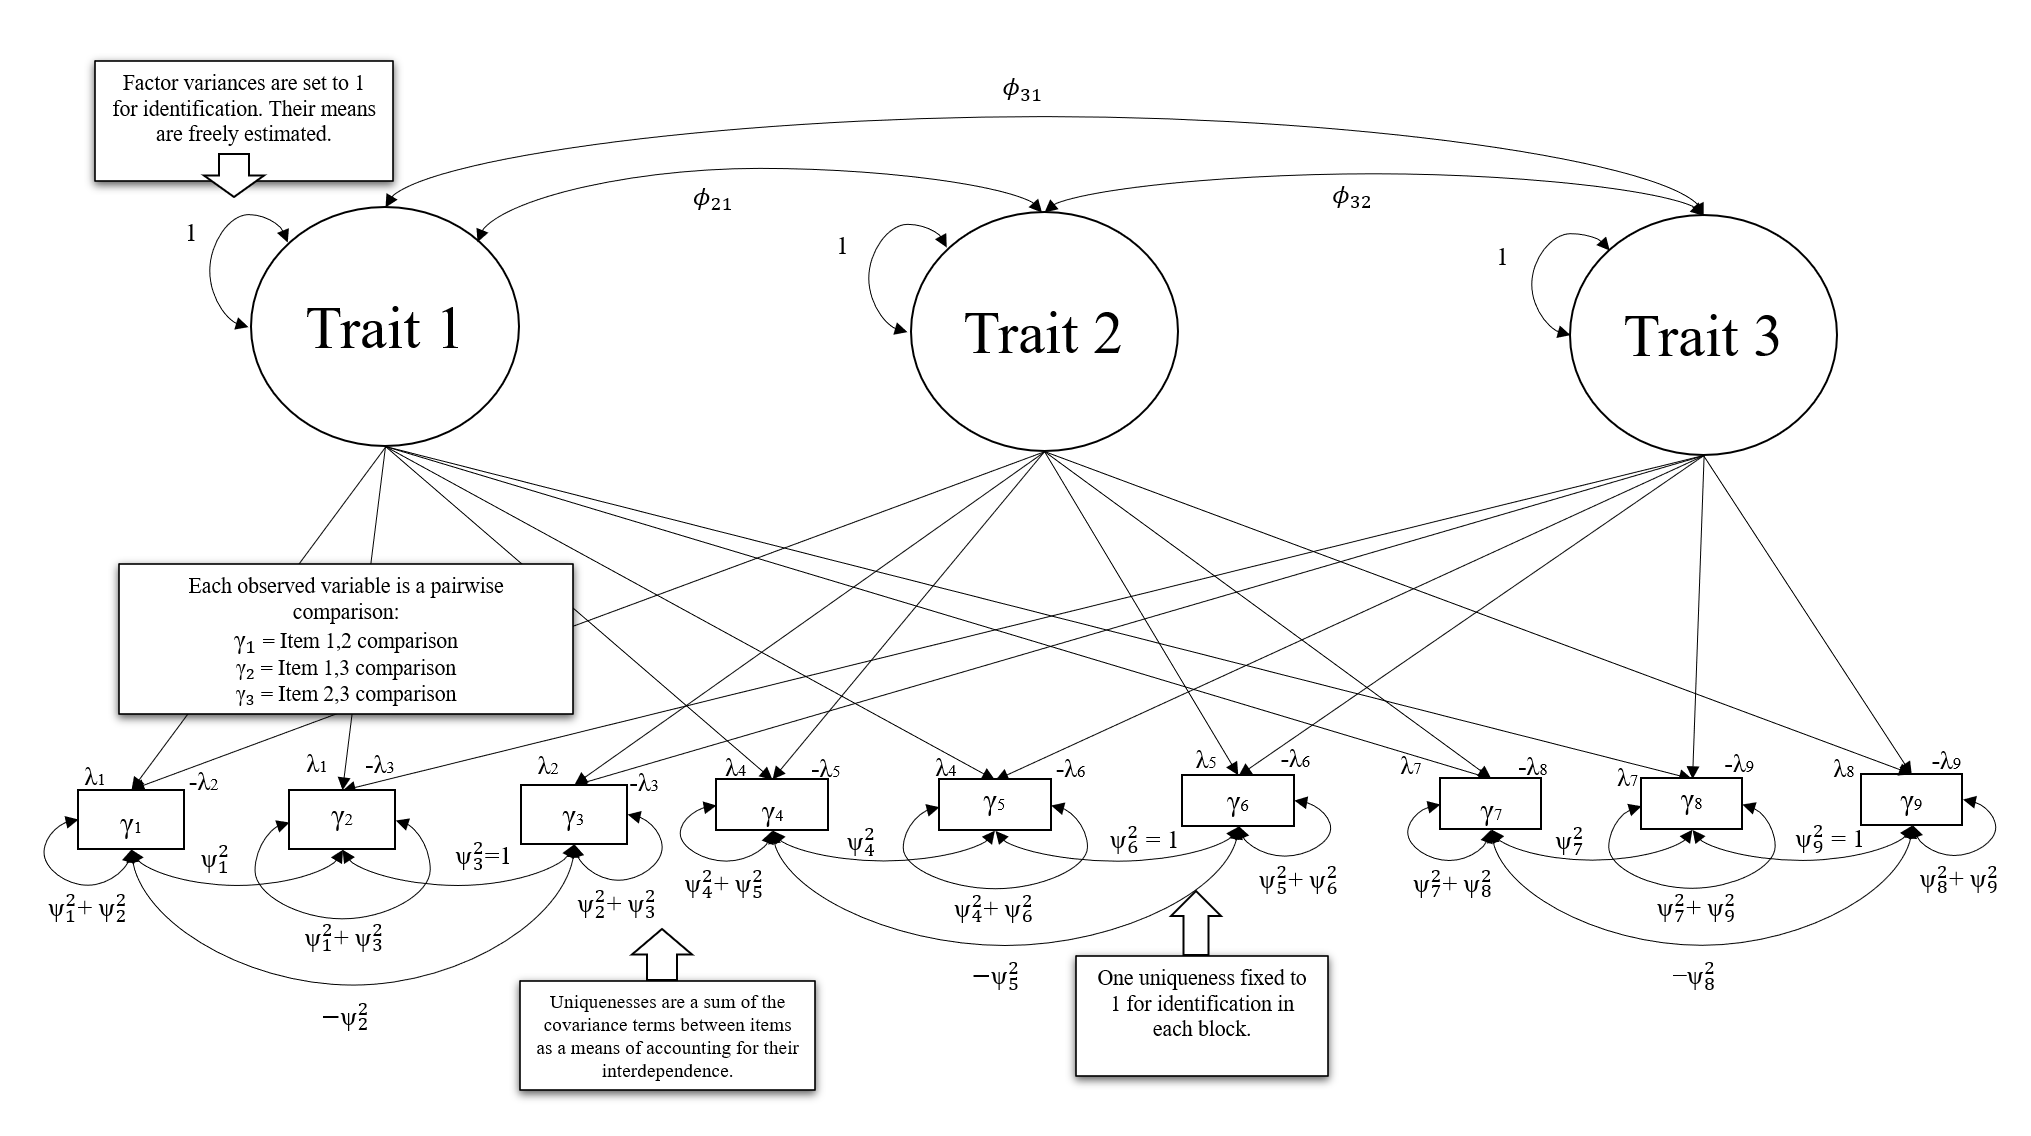 Factor variances are set to 1
for identification. Their means
are freely estimated.
ϕ₃₁
ϕ₂₁
ϕ₃₂
1
1
1
Trait 1
Trait 2
Trait 3
Each observed variable is a pairwise
comparison:
γ₁ = Item 1,2 comparison
γ₂ = Item 1,3 comparison
γ₃ = Item 2,3 comparison
λ₁ -λ₂
λ₁ -λ₃
λ₂ -λ₃
λ₄ -λ₅
λ₄ -λ₆
λ₅ -λ₆
λ₇ -λ₈
λ₇ -λ₉
λ₈ -λ₉
γ₁
γ₂
γ₃
γ₄
γ₅
γ₆
γ₇
γ₈
γ₉
ψ₁²
ψ₃²=1
ψ₄²
ψ₆² = 1
ψ₇²
ψ₉² = 1
ψ₁²+ ψ₂²
ψ₁²+ ψ₃²
ψ₂²+ ψ₃²
ψ₄²+ ψ₅²
ψ₄²+ ψ₆²
ψ₅²+ ψ₆²
ψ₇²+ ψ₈²
ψ₇²+ ψ₉²
ψ₈²+ ψ₉²
−ψ₂²
−ψ₅²
−ψ₈²
Uniquenesses are a sum of the
covariance terms between items
as a means of accounting for their
interdependence.
One uniqueness fixed to
1 for identification in
each block.